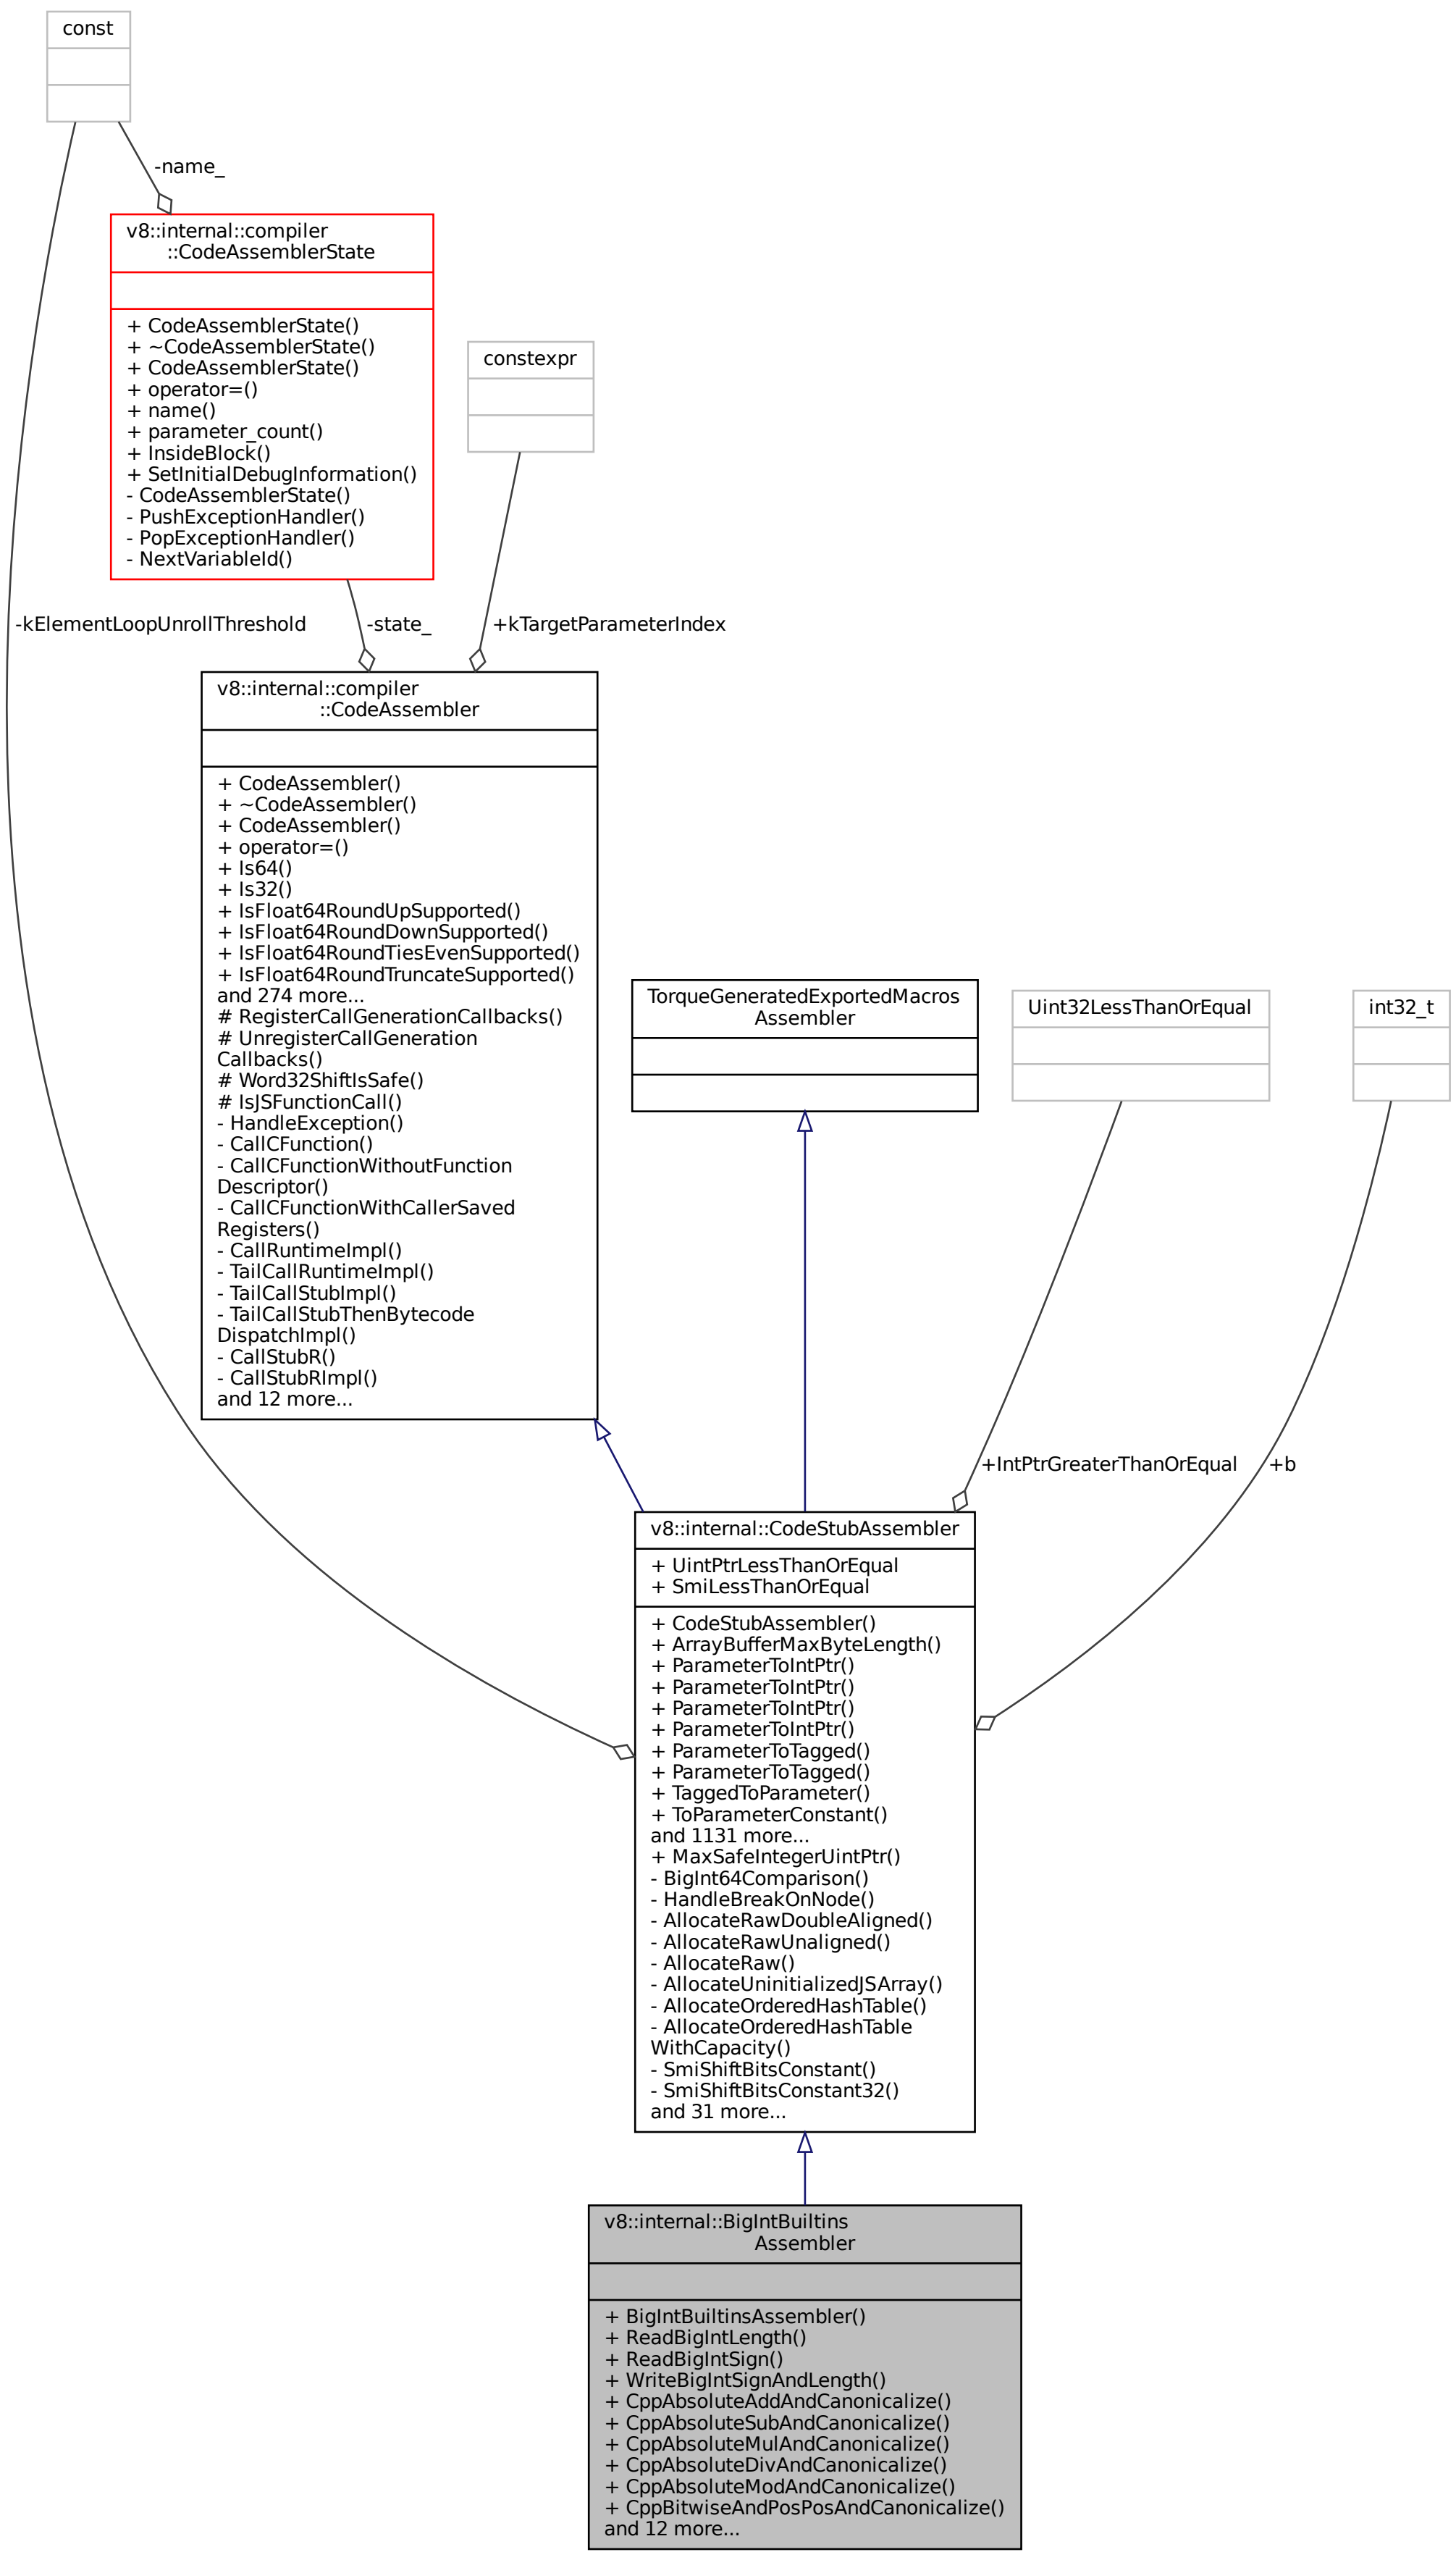 const
-name_
v8::internal::compiler
::CodeAssemblerState
+ CodeAssemblerState()
+ ~CodeAssemblerState()
+ CodeAssemblerState()
+ operator=()
+ name()
+ parameter_count()
+ InsideBlock()
+ SetInitialDebugInformation()
- CodeAssemblerState()
- PushExceptionHandler()
- PopExceptionHandler()
- NextVariableId()
constexpr
-kElementLoopUnrollThreshold
-state_
+kTargetParameterIndex
v8::internal::compiler
::CodeAssembler
+ CodeAssembler()
+ ~CodeAssembler()
+ CodeAssembler()
+ operator=()
+ Is64()
+ Is32()
+ IsFloat64RoundUpSupported()
+ IsFloat64RoundDownSupported()
+ IsFloat64RoundTiesEvenSupported()
+ IsFloat64RoundTruncateSupported()
and 274 more...
# RegisterCallGenerationCallbacks()
# UnregisterCallGeneration
Callbacks()
# Word32ShiftIsSafe()
# IsJSFunctionCall()
- HandleException()
- CallCFunction()
- CallCFunctionWithoutFunction
Descriptor()
- CallCFunctionWithCallerSaved
Registers()
- CallRuntimeImpl()
- TailCallRuntimeImpl()
- TailCallStubImpl()
- TailCallStubThenBytecode
DispatchImpl()
- CallStubR()
- CallStubRImpl()
and 12 more...
TorqueGeneratedExportedMacros
Assembler
Uint32LessThanOrEqual
int32_t
+IntPtrGreaterThanOrEqual
+b
v8::internal::CodeStubAssembler
+ UintPtrLessThanOrEqual
+ SmiLessThanOrEqual
+ CodeStubAssembler()
+ ArrayBufferMaxByteLength()
+ ParameterToIntPtr()
+ ParameterToIntPtr()
+ ParameterToIntPtr()
+ ParameterToIntPtr()
+ ParameterToTagged()
+ ParameterToTagged()
+ TaggedToParameter()
+ ToParameterConstant()
and 1131 more...
+ MaxSafeIntegerUintPtr()
- BigInt64Comparison()
- HandleBreakOnNode()
- AllocateRawDoubleAligned()
- AllocateRawUnaligned()
- AllocateRaw()
- AllocateUninitializedJSArray()
- AllocateOrderedHashTable()
- AllocateOrderedHashTable
WithCapacity()
- SmiShiftBitsConstant()
- SmiShiftBitsConstant32()
and 31 more...
v8::internal::BigIntBuiltins
Assembler
+ BigIntBuiltinsAssembler()
+ ReadBigIntLength()
+ ReadBigIntSign()
+ WriteBigIntSignAndLength()
+ CppAbsoluteAddAndCanonicalize()
+ CppAbsoluteSubAndCanonicalize()
+ CppAbsoluteMulAndCanonicalize()
+ CppAbsoluteDivAndCanonicalize()
+ CppAbsoluteModAndCanonicalize()
+ CppBitwiseAndPosPosAndCanonicalize()
and 12 more...